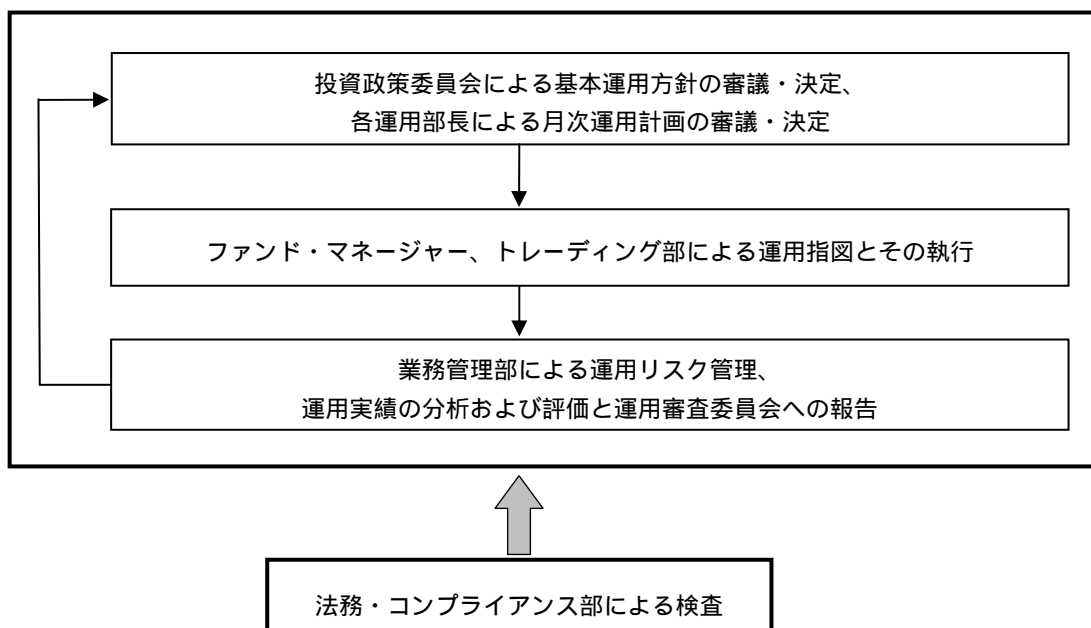 投資政策委員会による基本運用方針の審議・決定、
各運用部長による月次運用計画の審議・決定
ファンド・マネージャー、トレーディング部による運用指図とその執行
業務管理部による運用リスク管理、
運用実績の分析および評価と運用審査委員会への報告
法務・コンプライアンス部による検査